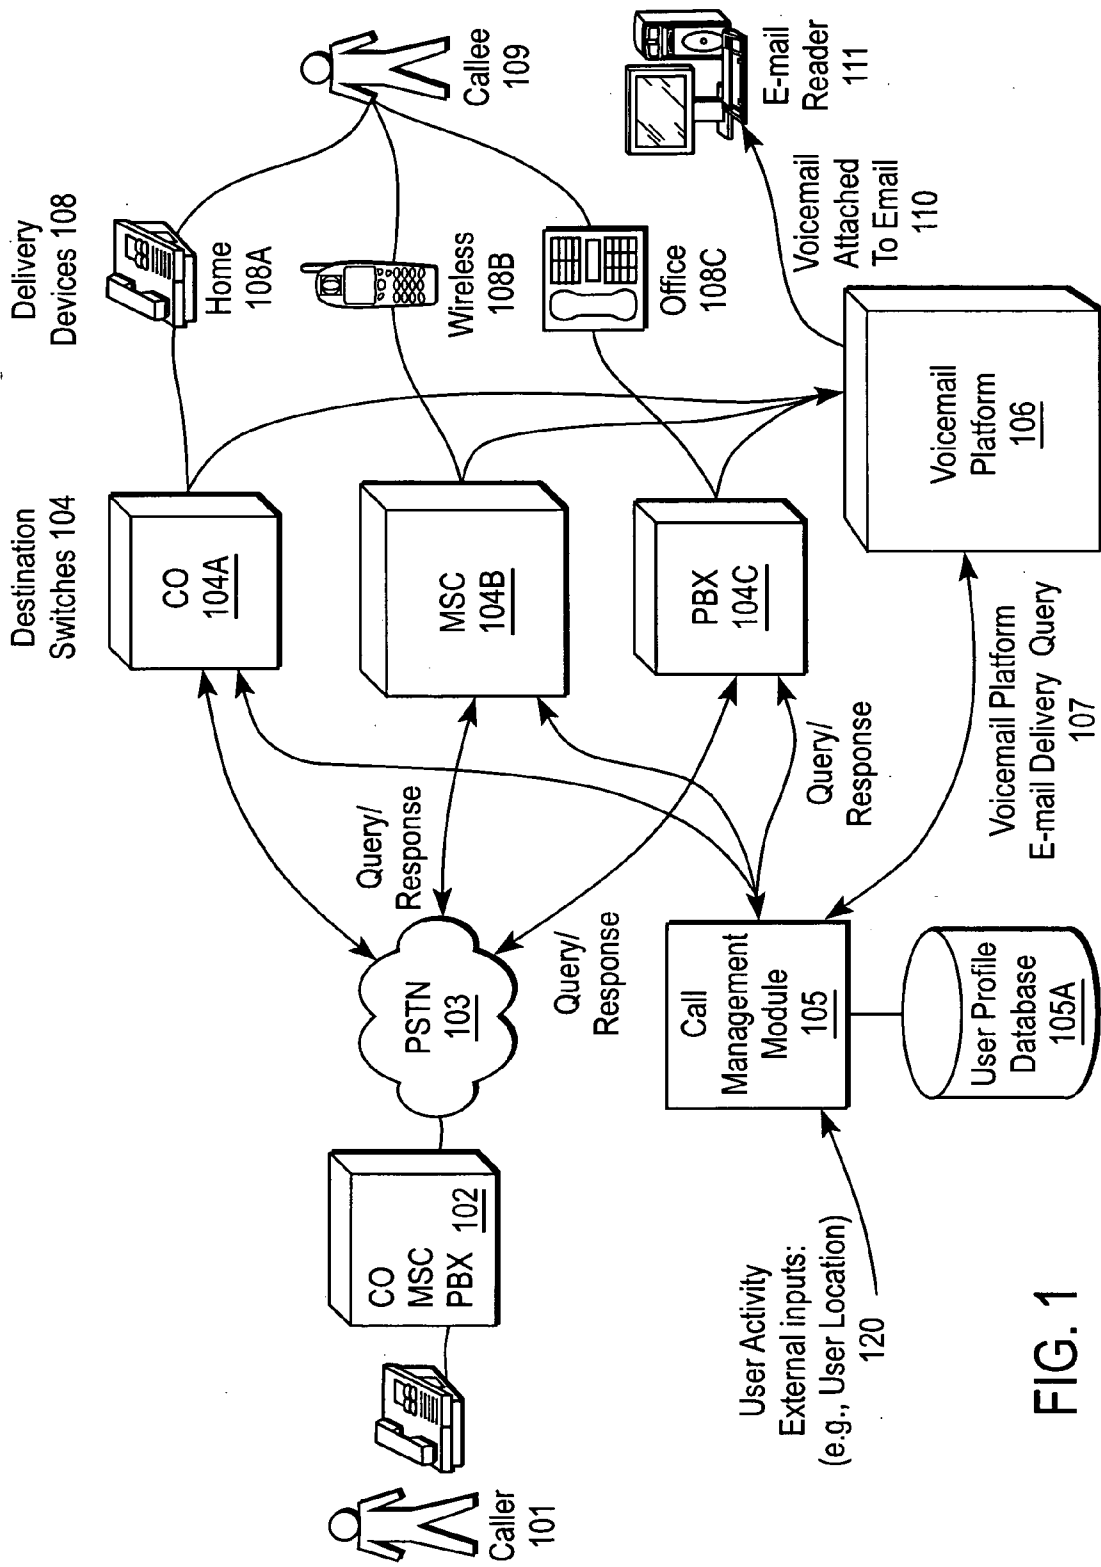 Delivery
Devices 108
Destination
Switches 104
Home
108A
Wireless
108B
Office
108C
Callee
109
E-mail
Reader
111
Voicemail
Attached
To Email
110
CO
104A
MSC
104B
PBX
104C
Voicemail
Platform
106
Query/
Response
Query/
Response
Query/
Response
Voicemail Platform
E-mail Delivery Query
107
PSTN
103
Call
Management
Module
105
User Profile
Database
105A
CO
MSC
PBX 102
Caller
101
User Activity
External inputs:
(e.g., User Location)
120
FIG. 1